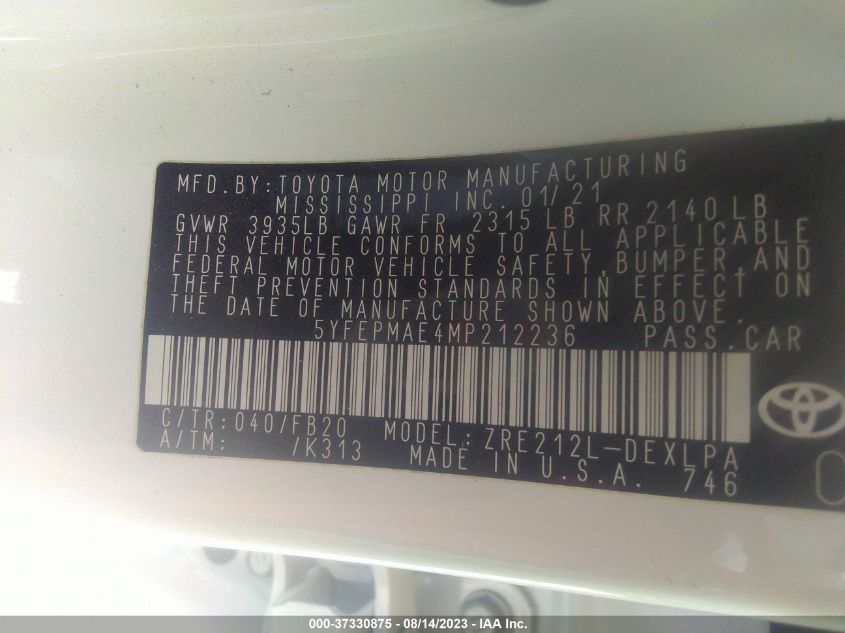 MFD.BY:TOYOTA MOTOR MANUFACTURING
MISSISSIPPI INC. 01/21
GVWR 3935LB GAWR FR 2315 LB RR 2140 LB
THIS VEHICLE CONFORMS TO ALL APPLICABLE
FEDERAL MOTOR VEHICLE SAFETY,BUMPER,AND
THEFT PREVENTION STANDARDS IN EFFECT ON
THE DATE OF MANUFACTURE SHOWN ABOVE.
5YFEPMAE4MP212236 PASS.CAR
C/TR:040/FB20 MODEL:ZRE212L-DEXLPA
A/TM: /K313 MADE IN U.S.A. 746
000-37330875 - 08/14/2023 - IAA Inc.